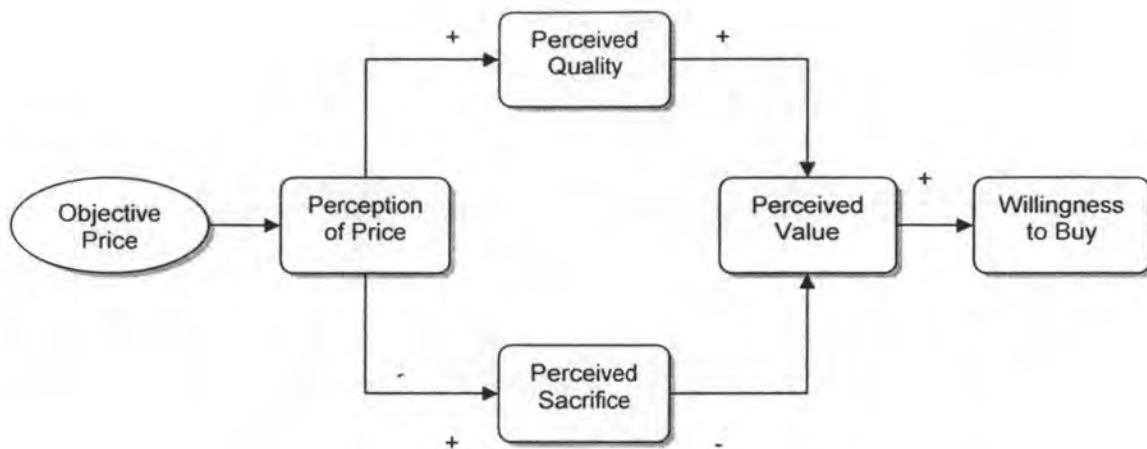 +
Perceived
Quality
+
Objective
Price
Perception
of Price
Perceived
Value
+
Willingness
to Buy
-
Perceived
Sacrifice
+
-